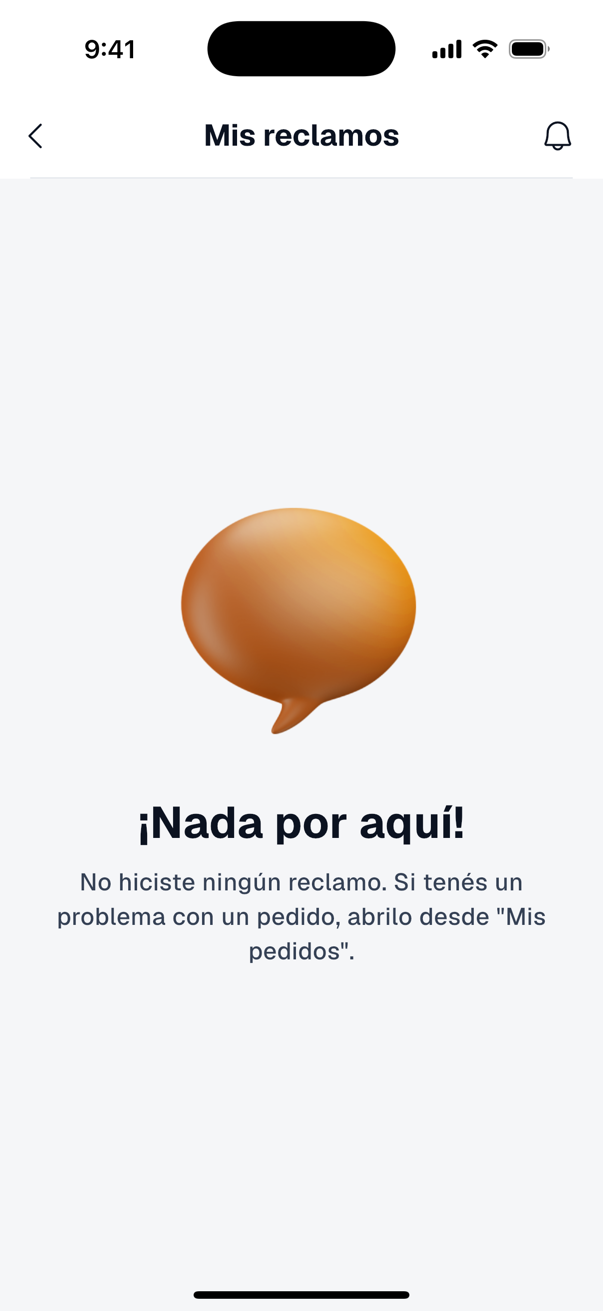 9:41
Mis reclamos
¡Nada por aquí!
No hiciste ningún reclamo. Si tenés un
problema con un pedido, abrilo desde "Mis
pedidos".